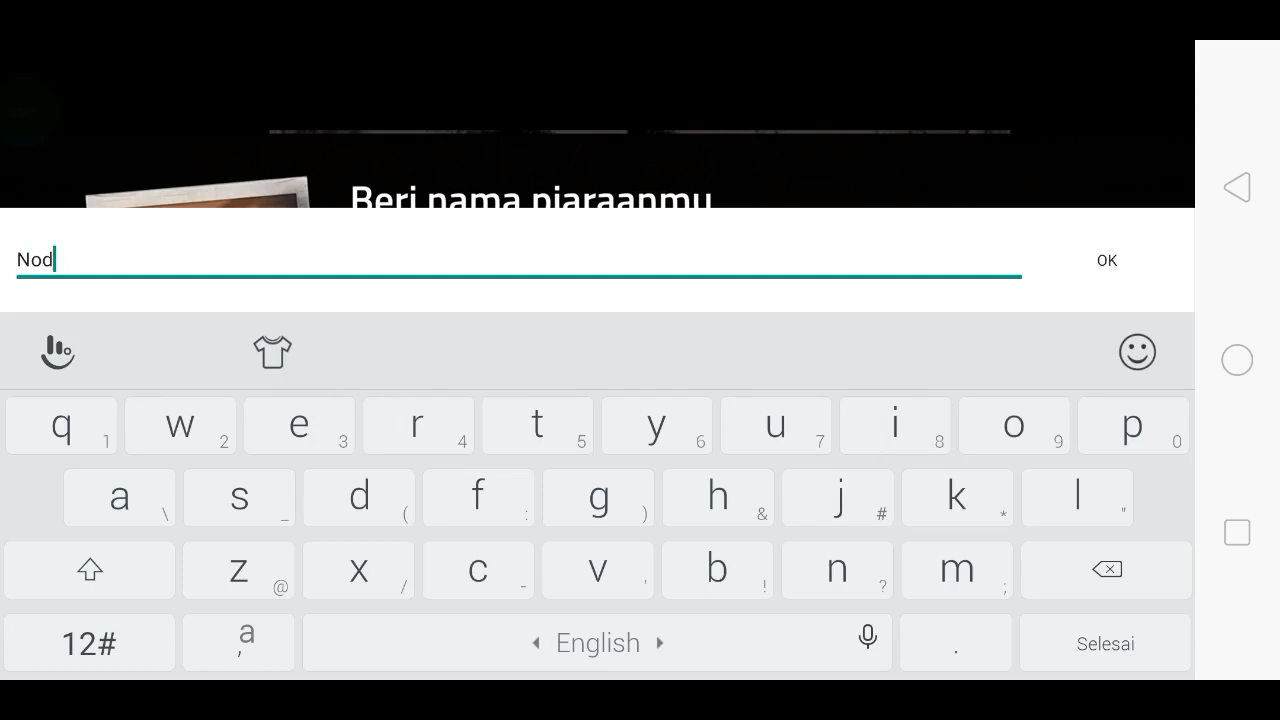 Beri nama piaraanmu
Nod
OK
q 1 w 2 e 3 r 4 t 5 y 6 u 7 i 8 o 9 p 0
a \ s _ d ( f : g ) h & j # k * l "
z @ x / c - v ' b ! n ? m ;
12# a , English . Selesai